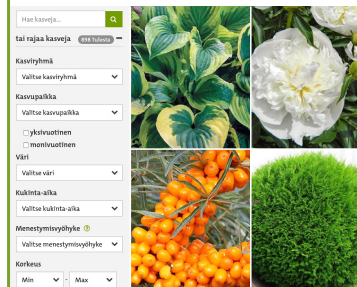 Hae kasveja...
tai rajaa kasveja 898 Tulosta
Kasviryhmä
Valitse kasviryhmä
Kasvupaikka
Valitse kasvupaikka
yksivuotinen
monivuotinen
Väri
Valitse väri
Kukinta-aika
Valitse kukinta-aika
Menestymisvyöhyke ?
Valitse menestymisvyöhyke
Korkeus
Min - Max